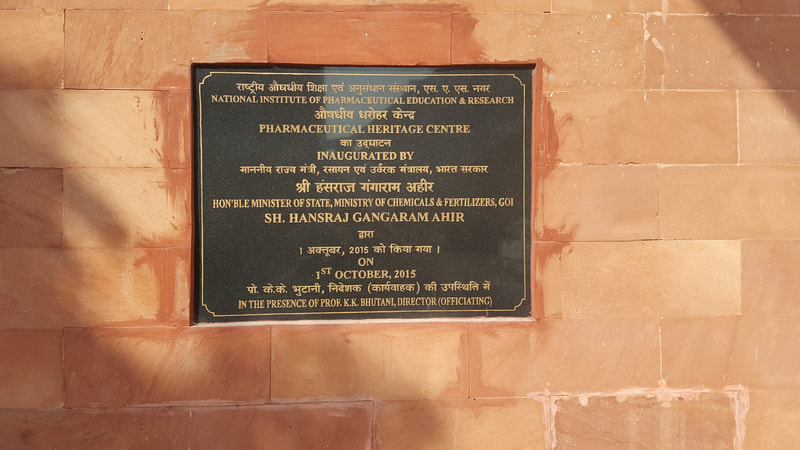 राष्ट्रीय औषधीय शिक्षा एवं अनुसंधान संस्थान, एस. ए. एस. नगर
NATIONAL INSTITUTE OF PHARMACEUTICAL EDUCATION & RESEARCH
औषधीय धरोहर केन्द्र
PHARMACEUTICAL HERITAGE CENTRE
का उद्घाटन
INAUGURATED BY
माननीय राज्य मंत्री, रसायन एवं उर्वरक मंत्रालय, भारत सरकार
श्री हंसराज गंगाराम अहीर
HON'BLE MINISTER OF STATE, MINISTRY OF CHEMICALS & FERTILIZERS, GOI
SH. HANSRAJ GANGARAM AHIR
द्वारा
1 अक्तूबर, 2015 को किया गया ।
ON
1ST OCTOBER, 2015
प्रो. के.के. भुटानी, निदेशक (कार्यवाहक) की उपस्थिति में
IN THE PRESENCE OF PROF. K.K. BHUTANI, DIRECTOR (OFFICIATING)